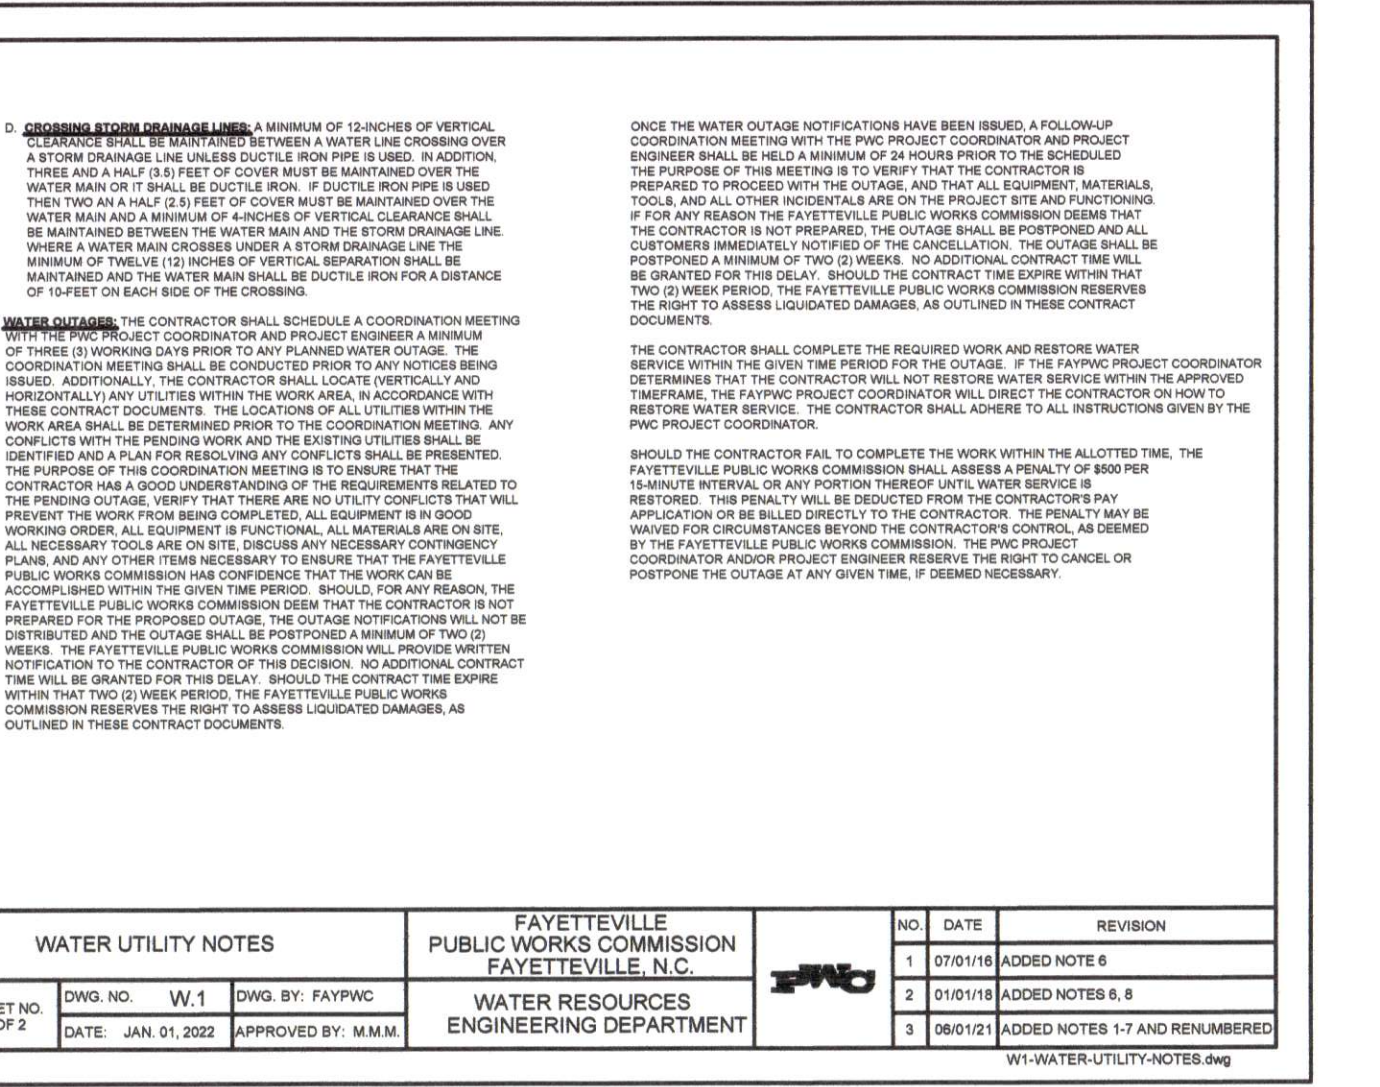 D. CROSSING STORM DRAINAGE LINES: A MINIMUM OF 12-INCHES OF VERTICAL
CLEARANCE SHALL BE MAINTAINED BETWEEN A WATER LINE CROSSING OVER
A STORM DRAINAGE LINE UNLESS DUCTILE IRON PIPE IS USED. IN ADDITION,
THREE AND A HALF (3.5) FEET OF COVER MUST BE MAINTAINED OVER THE
WATER MAIN OR IT SHALL BE DUCTILE IRON. IF DUCTILE IRON PIPE IS USED
THEN TWO AN A HALF (2.5) FEET OF COVER MUST BE MAINTAINED OVER THE
WATER MAIN AND A MINIMUM OF 4-INCHES OF VERTICAL CLEARANCE SHALL
BE MAINTAINED BETWEEN THE WATER MAIN AND THE STORM DRAINAGE LINE.
WHERE A WATER MAIN CROSSES UNDER A STORM DRAINAGE LINE THE
MINIMUM OF TWELVE (12) INCHES OF VERTICAL SEPARATION SHALL BE
MAINTAINED AND THE WATER MAIN SHALL BE DUCTILE IRON FOR A DISTANCE
OF 10-FEET ON EACH SIDE OF THE CROSSING.
WATER OUTAGES: THE CONTRACTOR SHALL SCHEDULE A COORDINATION MEETING
WITH THE PWC PROJECT COORDINATOR AND PROJECT ENGINEER A MINIMUM
OF THREE (3) WORKING DAYS PRIOR TO ANY PLANNED WATER OUTAGE. THE
COORDINATION MEETING SHALL BE CONDUCTED PRIOR TO ANY NOTICES BEING
ISSUED. ADDITIONALLY, THE CONTRACTOR SHALL LOCATE (VERTICALLY AND
HORIZONTALLY) ANY UTILITIES WITHIN THE WORK AREA, IN ACCORDANCE WITH
THESE CONTRACT DOCUMENTS. THE LOCATIONS OF ALL UTILITIES WITHIN THE
WORK AREA SHALL BE DETERMINED PRIOR TO THE COORDINATION MEETING. ANY
CONFLICTS WITH THE PENDING WORK AND THE EXISTING UTILITIES SHALL BE
IDENTIFIED AND A PLAN FOR RESOLVING ANY CONFLICTS SHALL BE PRESENTED.
THE PURPOSE OF THIS COORDINATION MEETING IS TO ENSURE THAT THE
CONTRACTOR HAS A GOOD UNDERSTANDING OF THE REQUIREMENTS RELATED TO
THE PENDING OUTAGE, VERIFY THAT THERE ARE NO UTILITY CONFLICTS THAT WILL
PREVENT THE WORK FROM BEING COMPLETED, ALL EQUIPMENT IS IN GOOD
WORKING ORDER, ALL EQUIPMENT IS FUNCTIONAL, ALL MATERIALS ARE ON SITE,
ALL NECESSARY TOOLS ARE ON SITE, DISCUSS ANY NECESSARY CONTINGENCY
PLANS, AND ANY OTHER ITEMS NECESSARY TO ENSURE THAT THE FAYETTEVILLE
PUBLIC WORKS COMMISSION HAS CONFIDENCE THAT THE WORK CAN BE
ACCOMPLISHED WITHIN THE GIVEN TIME PERIOD. SHOULD, FOR ANY REASON, THE
FAYETTEVILLE PUBLIC WORKS COMMISSION DEEM THAT THE CONTRACTOR IS NOT
PREPARED FOR THE PROPOSED OUTAGE, THE OUTAGE NOTIFICATIONS WILL NOT BE
DISTRIBUTED AND THE OUTAGE SHALL BE POSTPONED A MINIMUM OF TWO (2)
WEEKS. THE FAYETTEVILLE PUBLIC WORKS COMMISSION WILL PROVIDE WRITTEN
NOTIFICATION TO THE CONTRACTOR OF THIS DECISION. NO ADDITIONAL CONTRACT
TIME WILL BE GRANTED FOR THIS DELAY. SHOULD THE CONTRACT TIME EXPIRE
WITHIN THAT TWO (2) WEEK PERIOD, THE FAYETTEVILLE PUBLIC WORKS
COMMISSION RESERVES THE RIGHT TO ASSESS LIQUIDATED DAMAGES, AS
OUTLINED IN THESE CONTRACT DOCUMENTS.
ONCE THE WATER OUTAGE NOTIFICATIONS HAVE BEEN ISSUED, A FOLLOW-UP
COORDINATION MEETING WITH THE PWC PROJECT COORDINATOR AND PROJECT
ENGINEER SHALL BE HELD A MINIMUM OF 24 HOURS PRIOR TO THE SCHEDULED
THE PURPOSE OF THIS MEETING IS TO VERIFY THAT THE CONTRACTOR IS
PREPARED TO PROCEED WITH THE OUTAGE, AND THAT ALL EQUIPMENT, MATERIALS,
TOOLS, AND ALL OTHER INCIDENTALS ARE ON THE PROJECT SITE AND FUNCTIONING.
IF FOR ANY REASON THE FAYETTEVILLE PUBLIC WORKS COMMISSION DEEMS THAT
THE CONTRACTOR IS NOT PREPARED, THE OUTAGE SHALL BE POSTPONED AND ALL
CUSTOMERS IMMEDIATELY NOTIFIED OF THE CANCELLATION. THE OUTAGE SHALL BE
POSTPONED A MINIMUM OF TWO (2) WEEKS. NO ADDITIONAL CONTRACT TIME WILL
BE GRANTED FOR THIS DELAY. SHOULD THE CONTRACT TIME EXPIRE WITHIN THAT
TWO (2) WEEK PERIOD, THE FAYETTEVILLE PUBLIC WORKS COMMISSION RESERVES
THE RIGHT TO ASSESS LIQUIDATED DAMAGES, AS OUTLINED IN THESE CONTRACT
DOCUMENTS.
THE CONTRACTOR SHALL COMPLETE THE REQUIRED WORK AND RESTORE WATER
SERVICE WITHIN THE GIVEN TIME PERIOD FOR THE OUTAGE. IF THE FAYPWC PROJECT COORDINATOR
DETERMINES THAT THE CONTRACTOR WILL NOT RESTORE WATER SERVICE WITHIN THE APPROVED
TIMEFRAME, THE FAYPWC PROJECT COORDINATOR WILL DIRECT THE CONTRACTOR ON HOW TO
RESTORE WATER SERVICE. THE CONTRACTOR SHALL ADHERE TO ALL INSTRUCTIONS GIVEN BY THE
PWC PROJECT COORDINATOR.
SHOULD THE CONTRACTOR FAIL TO COMPLETE THE WORK WITHIN THE ALLOTTED TIME, THE
FAYETTEVILLE PUBLIC WORKS COMMISSION SHALL ASSESS A PENALTY OF $500 PER
15-MINUTE INTERVAL OR ANY PORTION THEREOF UNTIL WATER SERVICE IS
RESTORED. THIS PENALTY WILL BE DEDUCTED FROM THE CONTRACTOR'S PAY
APPLICATION OR BE BILLED DIRECTLY TO THE CONTRACTOR. THE PENALTY MAY BE
WAIVED FOR CIRCUMSTANCES BEYOND THE CONTRACTOR'S CONTROL, AS DEEMED
BY THE FAYETTEVILLE PUBLIC WORKS COMMISSION. THE PWC PROJECT
COORDINATOR AND/OR PROJECT ENGINEER RESERVE THE RIGHT TO CANCEL OR
POSTPONE THE OUTAGE AT ANY GIVEN TIME, IF DEEMED NECESSARY.
WATER UTILITY NOTES
ET NO.
OF 2
DWG. NO. W.1
DWG. BY: FAYPWC
DATE: JAN. 01, 2022
APPROVED BY: M.M.M.
FAYETTEVILLE
PUBLIC WORKS COMMISSION
FAYETTEVILLE, N.C.
WATER RESOURCES
ENGINEERING DEPARTMENT
PWC
NO. DATE REVISION
1 07/01/16 ADDED NOTE 6
2 01/01/18 ADDED NOTES 6, 8
3 06/01/21 ADDED NOTES 1-7 AND RENUMBERED
W1-WATER-UTILITY-NOTES.dwg